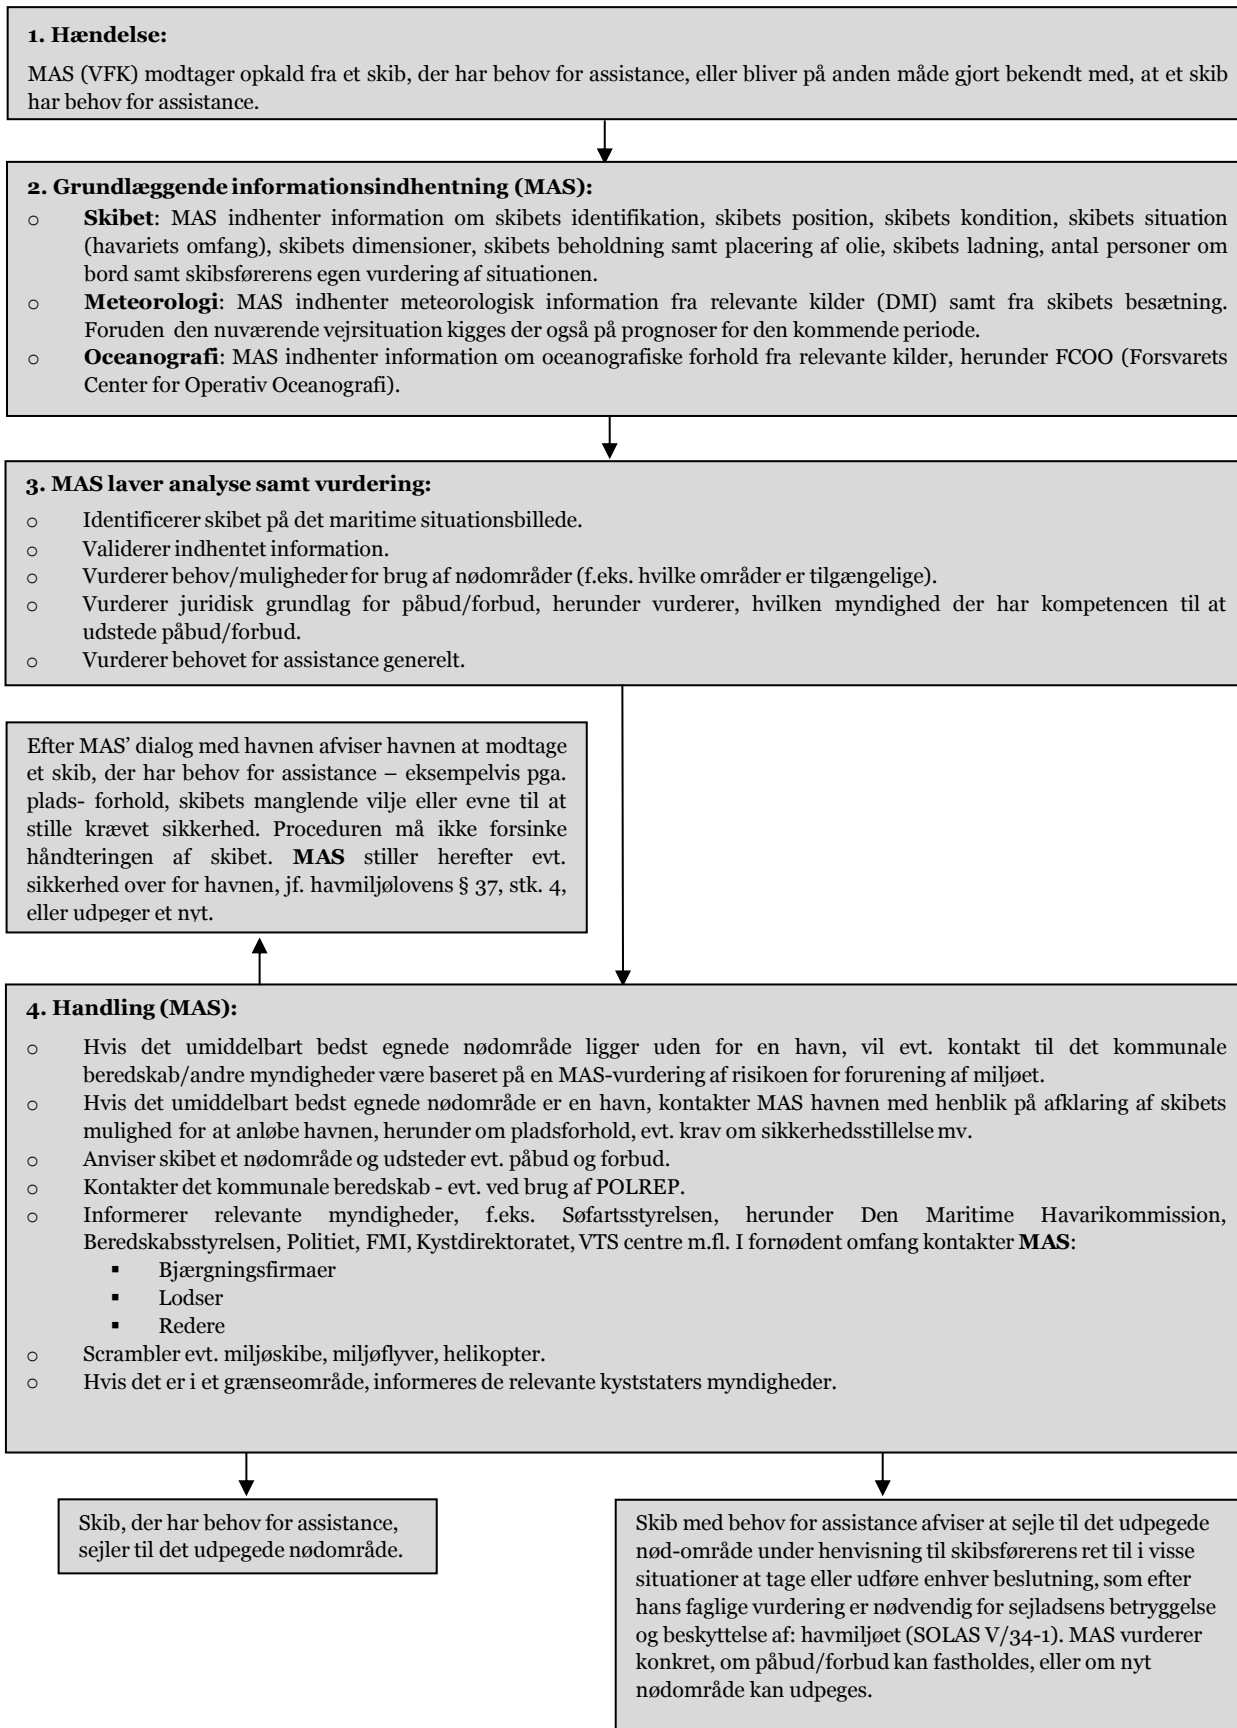 1. Hændelse:
MAS (VFK) modtager opkald fra et skib, der har behov for assistance, eller bliver på anden måde gjort bekendt med, at et skib
har behov for assistance.
2. Grundlæggende informationsindhentning (MAS):
o Skibet: MAS indhenter information om skibets identifikation, skibets position, skibets kondition, skibets situation
(havariets omfang), skibets dimensioner, skibets beholdning samt placering af olie, skibets ladning, antal personer om
bord samt skibsførerens egen vurdering af situationen.
o Meteorologi: MAS indhenter meteorologisk information fra relevante kilder (DMI) samt fra skibets besætning.
Foruden den nuværende vejrsituation kigges der også på prognoser for den kommende periode.
o Oceanografi: MAS indhenter information om oceanografiske forhold fra relevante kilder, herunder FCOO (Forsvarets
Center for Operativ Oceanografi).
3. MAS laver analyse samt vurdering:
o Identificerer skibet på det maritime situationsbillede.
o Validerer indhentet information.
o Vurderer behov/muligheder for brug af nødområder (f.eks. hvilke områder er tilgængelige).
o Vurderer juridisk grundlag for påbud/forbud, herunder vurderer, hvilken myndighed der har kompetencen til at
udstede påbud/forbud.
o Vurderer behovet for assistance generelt.
Efter MAS’ dialog med havnen afviser havnen at modtage
et skib, der har behov for assistance – eksempelvis pga.
plads- forhold, skibets manglende vilje eller evne til at
stille krævet sikkerhed. Proceduren må ikke forsinke
håndteringen af skibet. MAS stiller herefter evt.
sikkerhed over for havnen, jf. havmiljølovens § 37, stk. 4,
eller udpeger et nyt.
4. Handling (MAS):
o Hvis det umiddelbart bedst egnede nødområde ligger uden for en havn, vil evt. kontakt til det kommunale
beredskab/andre myndigheder være baseret på en MAS-vurdering af risikoen for forurening af miljøet.
o Hvis det umiddelbart bedst egnede nødområde er en havn, kontakter MAS havnen med henblik på afklaring af skibets
mulighed for at anløbe havnen, herunder om pladsforhold, evt. krav om sikkerhedsstillelse mv.
o Anviser skibet et nødområde og udsteder evt. påbud og forbud.
o Kontakter det kommunale beredskab - evt. ved brug af POLREP.
o Informerer relevante myndigheder, f.eks. Søfartsstyrelsen, herunder Den Maritime Havarikommission,
Beredskabsstyrelsen, Politiet, FMI, Kystdirektoratet, VTS centre m.fl. I fornødent omfang kontakter MAS:
▪ Bjærgningsfirmaer
▪ Lodser
▪ Redere
o Scrambler evt. miljøskibe, miljøflyver, helikopter.
o Hvis det er i et grænseområde, informeres de relevante kyststaters myndigheder.
Skib, der har behov for assistance,
sejler til det udpegede nødområde.
Skib med behov for assistance afviser at sejle til det udpegede
nød-område under henvisning til skibsførerens ret til i visse
situationer at tage eller udføre enhver beslutning, som efter
hans faglige vurdering er nødvendig for sejladsens betryggelse
og beskyttelse af: havmiljøet (SOLAS V/34-1). MAS vurderer
konkret, om påbud/forbud kan fastholdes, eller om nyt
nødområde kan udpeges.